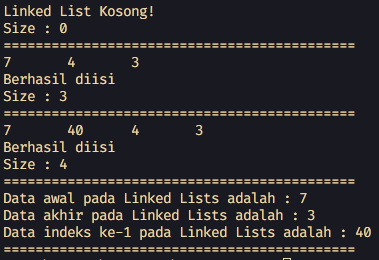 Linked List Kosong!
Size : 0
============================================
7       4       3
Berhasil diisi
Size : 3
============================================
7       40      4       3
Berhasil diisi
Size : 4
============================================
Data awal pada Linked Lists adalah : 7
Data akhir pada Linked Lists adalah : 3
Data indeks ke-1 pada Linked Lists adalah : 40
============================================